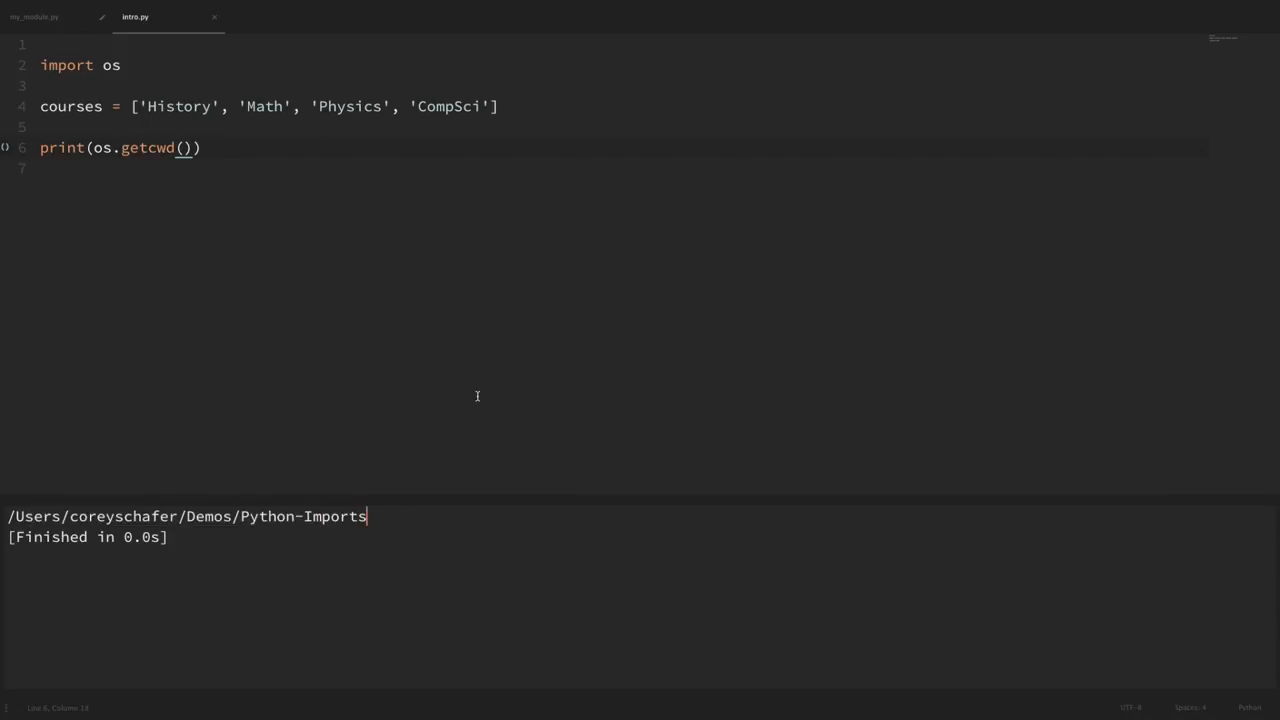 my_module.py intro.py ×
1
2 import os
3
4 courses = ['History', 'Math', 'Physics', 'CompSci']
5
() 6 print(os.getcwd())
7
/Users/coreyschafer/Demos/Python-Imports
[Finished in 0.0s]
Line 6, Column 18 UTF-8 Spaces: 4 Python